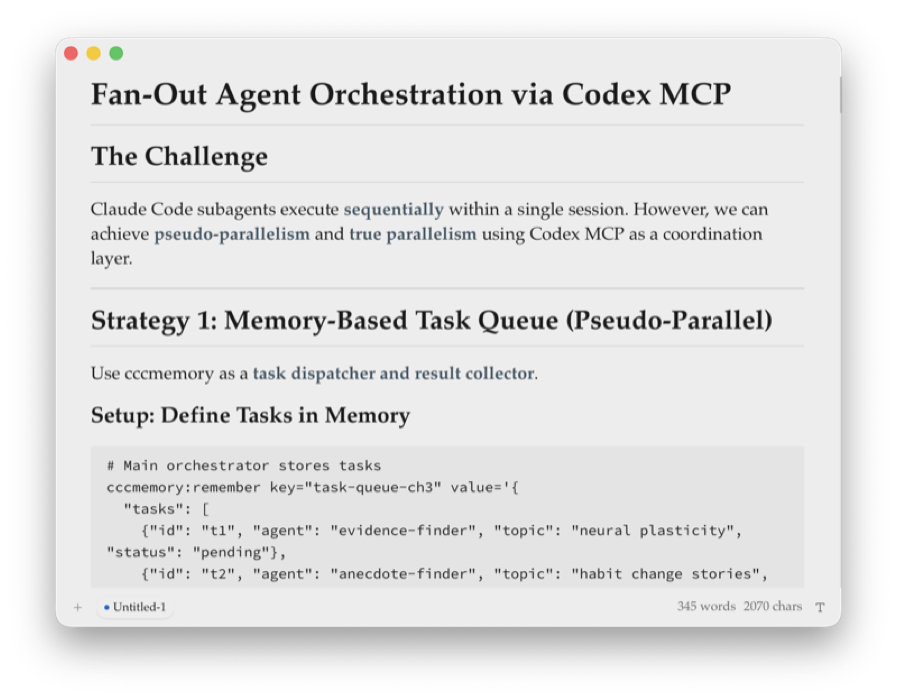 Fan-Out Agent Orchestration via Codex MCP
The Challenge
Claude Code subagents execute sequentially within a single session. However, we can
achieve pseudo-parallelism and true parallelism using Codex MCP as a coordination
layer.
Strategy 1: Memory-Based Task Queue (Pseudo-Parallel)
Use cccmemory as a task dispatcher and result collector.
Setup: Define Tasks in Memory
# Main orchestrator stores tasks
cccmemory:remember key="task-queue-ch3" value='{
"tasks": [
{"id": "t1", "agent": "evidence-finder", "topic": "neural plasticity",
"status": "pending"},
{"id": "t2", "agent": "anecdote-finder", "topic": "habit change stories",
+ Untitled-1 345 words 2070 chars T